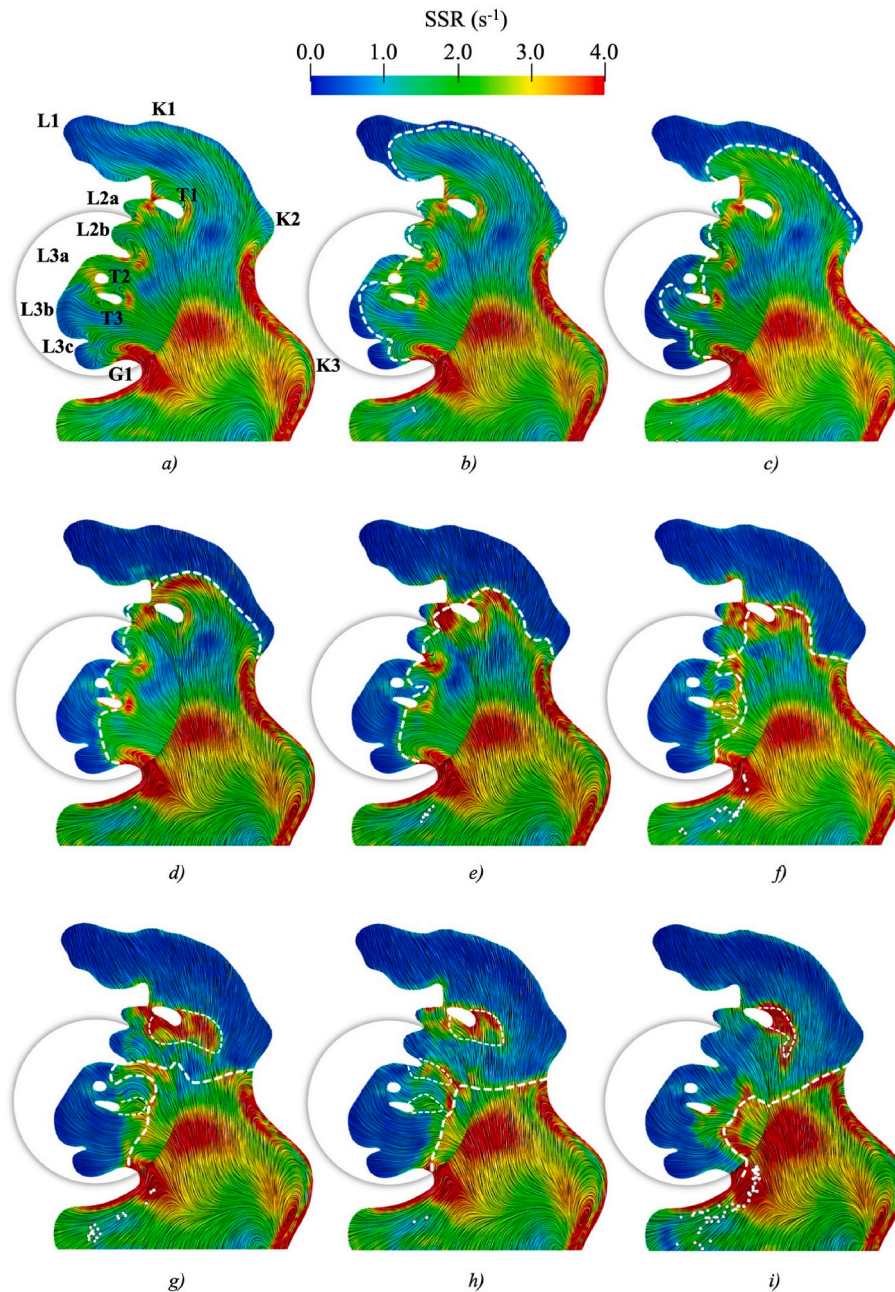 SSR (s⁻¹)
0.0 1.0 2.0 3.0 4.0
L1 K1
L2a T1
L2b K2
L3a T2
L3b T3
L3c G1 K3
a) b) c)
d) e) f)
g) h) i)